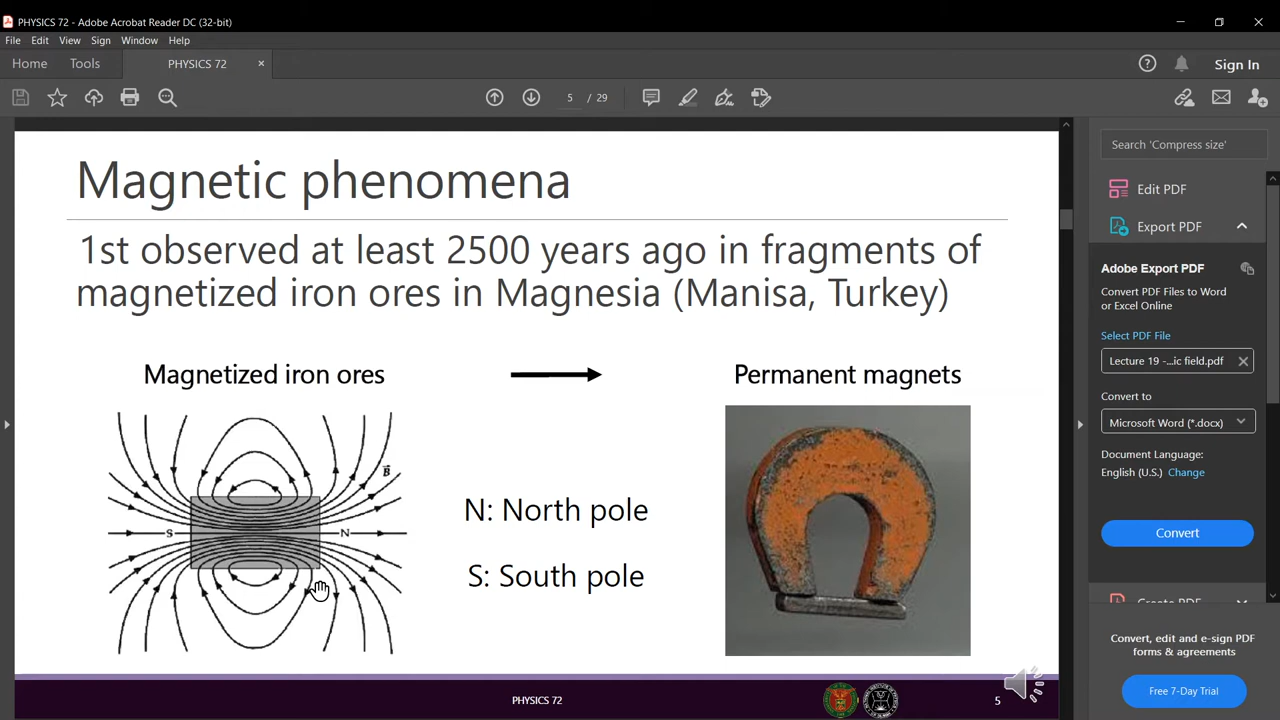 PHYSICS 72 - Adobe Acrobat Reader DC (32-bit)
File Edit View Sign Window Help
Home Tools PHYSICS 72 Sign In
5 / 29
Magnetic phenomena
1st observed at least 2500 years ago in fragments of
magnetized iron ores in Magnesia (Manisa, Turkey)
Magnetized iron ores
Permanent magnets
B
S
N
N: North pole
S: South pole
PHYSICS 72
5
Search 'Compress size'
Edit PDF
Export PDF
Adobe Export PDF
Convert PDF Files to Word
or Excel Online
Select PDF File
Lecture 19 -...ic field.pdf
Convert to
Microsoft Word (*.docx)
Document Language:
English (U.S.) Change
Convert
Create PDF
Convert, edit and e-sign PDF
forms & agreements
Free 7-Day Trial